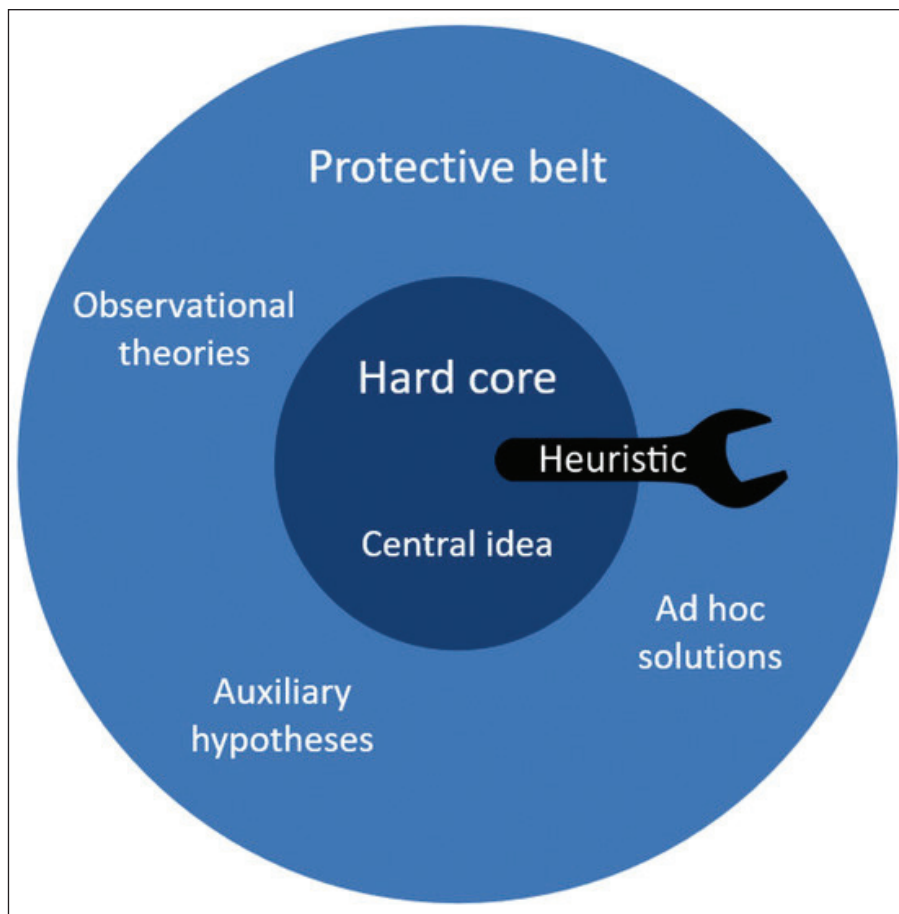 Protective belt
Observational
theories
Hard core
Heuristic
Central idea
Ad hoc
solutions
Auxiliary
hypotheses